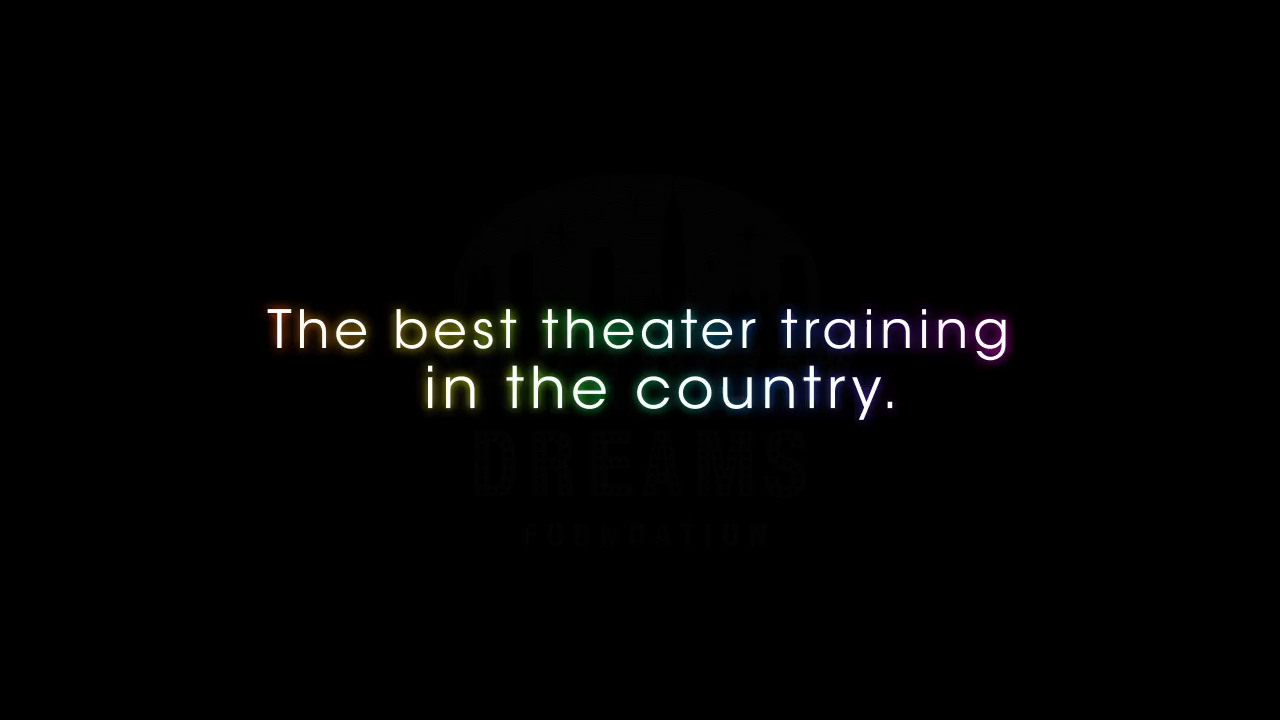 The best theater training
in the country.
DREAMS
FOUNDATION